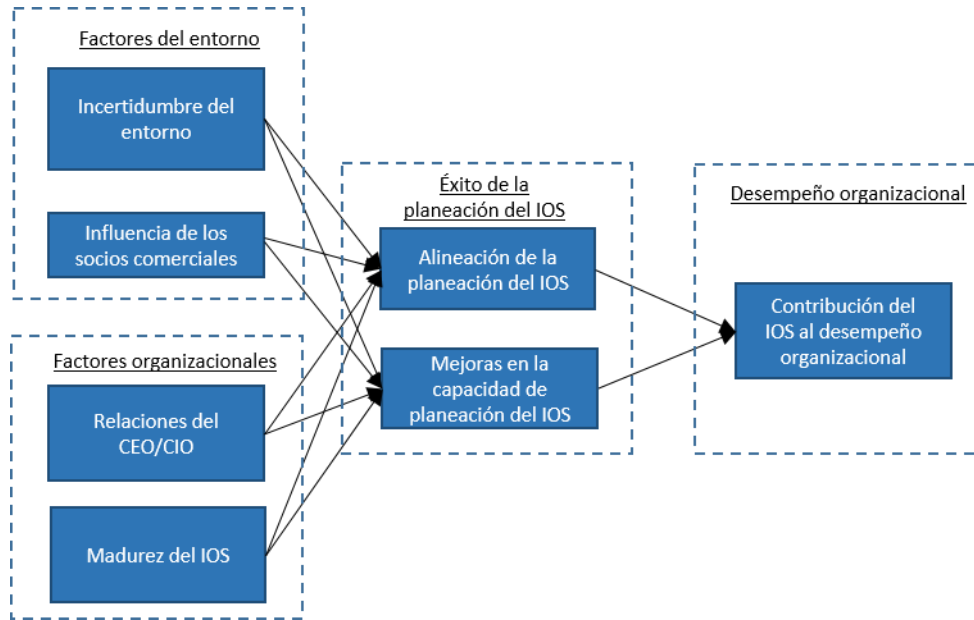 Factores del entorno
Incertidumbre del
entorno
Influencia de los
socios comerciales
Factores organizacionales
Relaciones del
CEO/CIO
Madurez del IOS
Éxito de la
planeación del IOS
Alineación de la
planeación del IOS
Mejoras en la
capacidad de
planeación del IOS
Desempeño organizacional
Contribución del
IOS al desempeño
organizacional